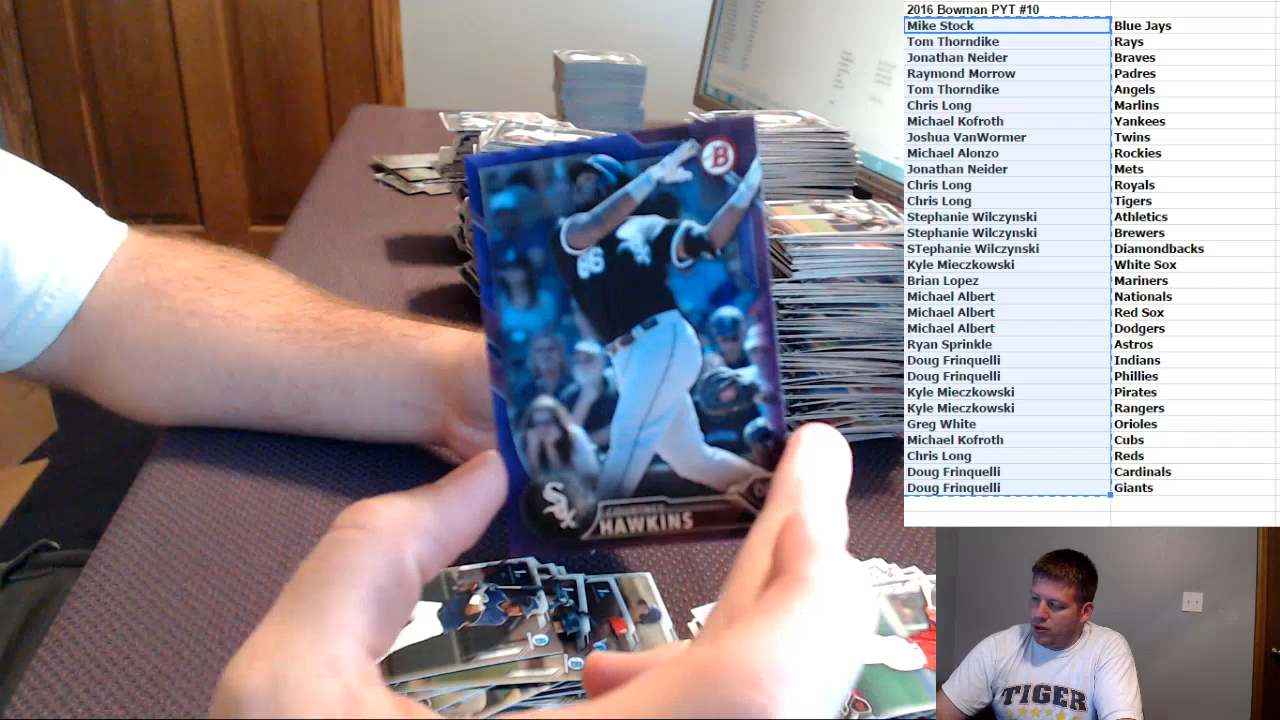 2016 Bowman PYT #10
Mike Stock Blue Jays
Tom Thorndike Rays
Jonathan Neider Braves
Raymond Morrow Padres
Tom Thorndike Angels
Chris Long Marlins
Michael Kofroth Yankees
Joshua VanWormer Twins
Michael Alonzo Rockies
Jonathan Neider Mets
Chris Long Royals
Chris Long Tigers
Stephanie Wilczynski Athletics
Stephanie Wilczynski Brewers
STephanie Wilczynski Diamondbacks
Kyle Mieczkowski White Sox
Brian Lopez Mariners
Michael Albert Nationals
Michael Albert Red Sox
Michael Albert Dodgers
Ryan Sprinkle Astros
Doug Frinquelli Indians
Doug Frinquelli Phillies
Kyle Mieczkowski Pirates
Kyle Mieczkowski Rangers
Greg White Orioles
Michael Kofroth Cubs
Chris Long Reds
Doug Frinquelli Cardinals
Doug Frinquelli Giants
B
86
Sox
COURTNEY
HAWKINS
TIGER